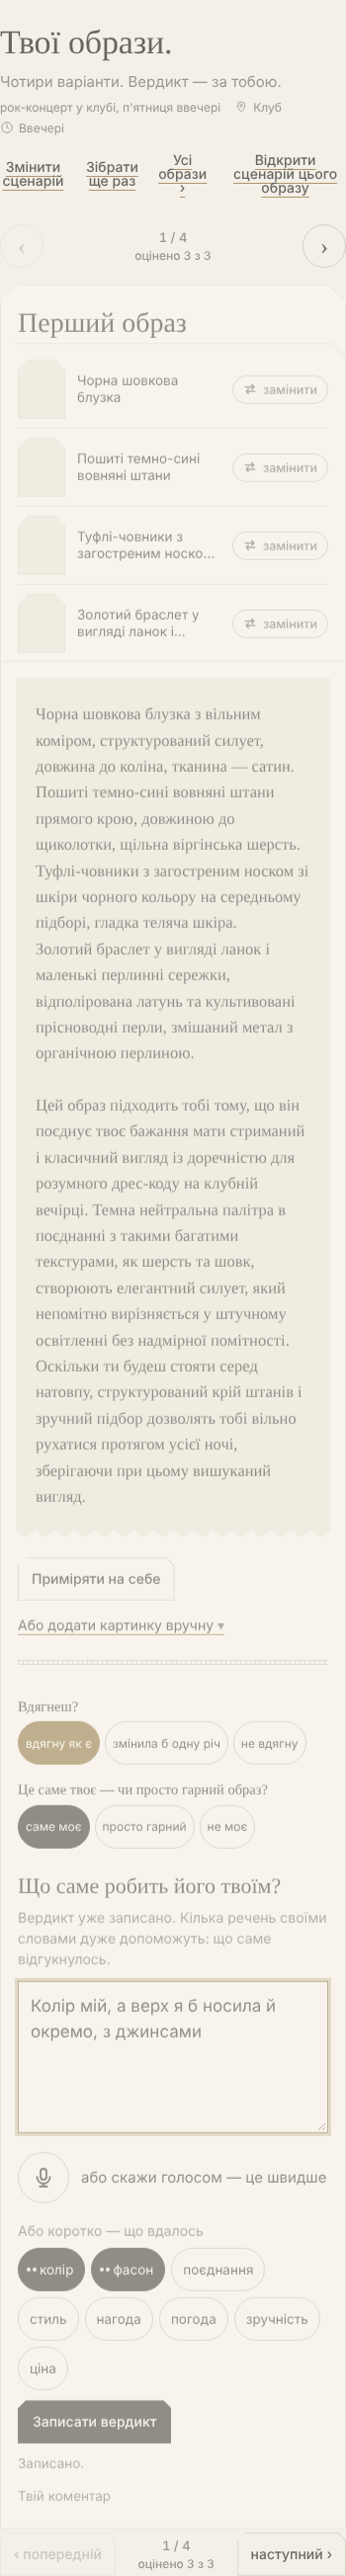 Твої образи.
Чотири варіанти. Вердикт — за тобою.
рок-концерт у клубі, п'ятниця ввечері Клуб
Ввечері
Змінити сценарій
Зібрати ще раз
Усі образи ›
Відкрити сценарій цього образу
‹
1 / 4
оцінено 3 з 3
›
Перший образ
Чорна шовкова
блузка
замінити
Пошиті темно-сині
вовняні штани
замінити
Туфлі-човники з
загостреним носко...
замінити
Золотий браслет у
вигляді ланок і...
замінити
Чорна шовкова блузка з вільним
коміром, структурований силует,
довжина до коліна, тканина — сатин.
Пошиті темно-сині вовняні штани
прямого крою, довжиною до
щиколотки, щільна віргінська шерсть.
Туфлі-човники з загостреним носком зі
шкіри чорного кольору на середньому
підборі, гладка теляча шкіра.
Золотий браслет у вигляді ланок і
маленькі перлинні сережки,
відполірована латунь та культивовані
прісноводні перли, змішаний метал з
органічною перлиною.
Цей образ підходить тобі тому, що він
поєднує твоє бажання мати стриманий
і класичний вигляд із доречністю для
розумного дрес-коду на клубній
вечірці. Темна нейтральна палітра в
поєднанні з такими багатими
текстурами, як шерсть та шовк,
створюють елегантний силует, який
непомітно вирізняється у штучному
освітленні без надмірної помітності.
Оскільки ти будеш стояти серед
натовпу, структурований крій штанів і
зручний підбор дозволять тобі вільно
рухатися протягом усієї ночі,
зберігаючи при цьому вишуканий
вигляд.
Приміряти на себе
Або додати картинку вручну ▾
Вдягнеш?
вдягну як є змінила б одну річ не вдягну
Це саме твоє — чи просто гарний образ?
саме моє просто гарний не моє
Що саме робить його твоїм?
Вердикт уже записано. Кілька речень своїми
словами дуже допоможуть: що саме
відгукнулось.
Колір мій, а верх я б носила й
окремо, з джинсами
або скажи голосом — це швидше
Або коротко — що вдалось
•• колір •• фасон поєднання
стиль нагода погода зручність
ціна
Записати вердикт
Записано.
Твій коментар
‹ попередній
1 / 4
оцінено 3 з 3
наступний ›